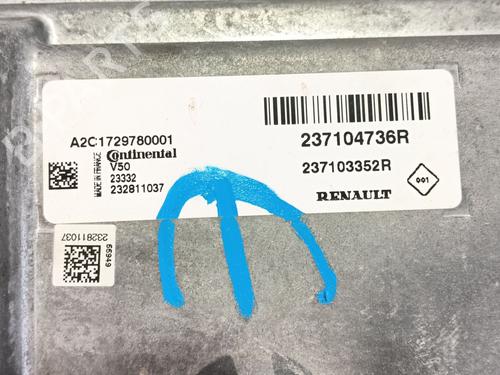 A2C1729780001
MADE IN FRANCE
Continental
V50
23332
232811037
237104736R
237103352R
RENAULT
001
55949
232811037